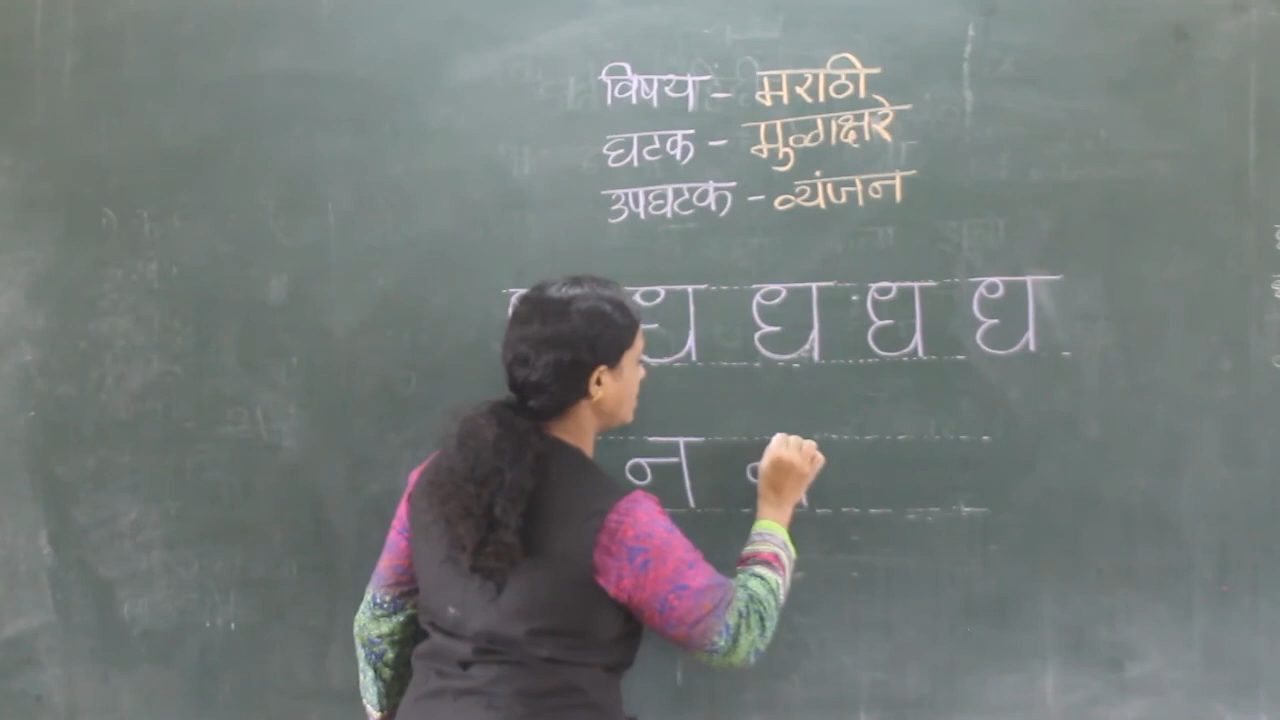 विषय - मराठी
घटक - मुळाक्षरे
उपघटक - व्यंजन
ध ध ध ध
न